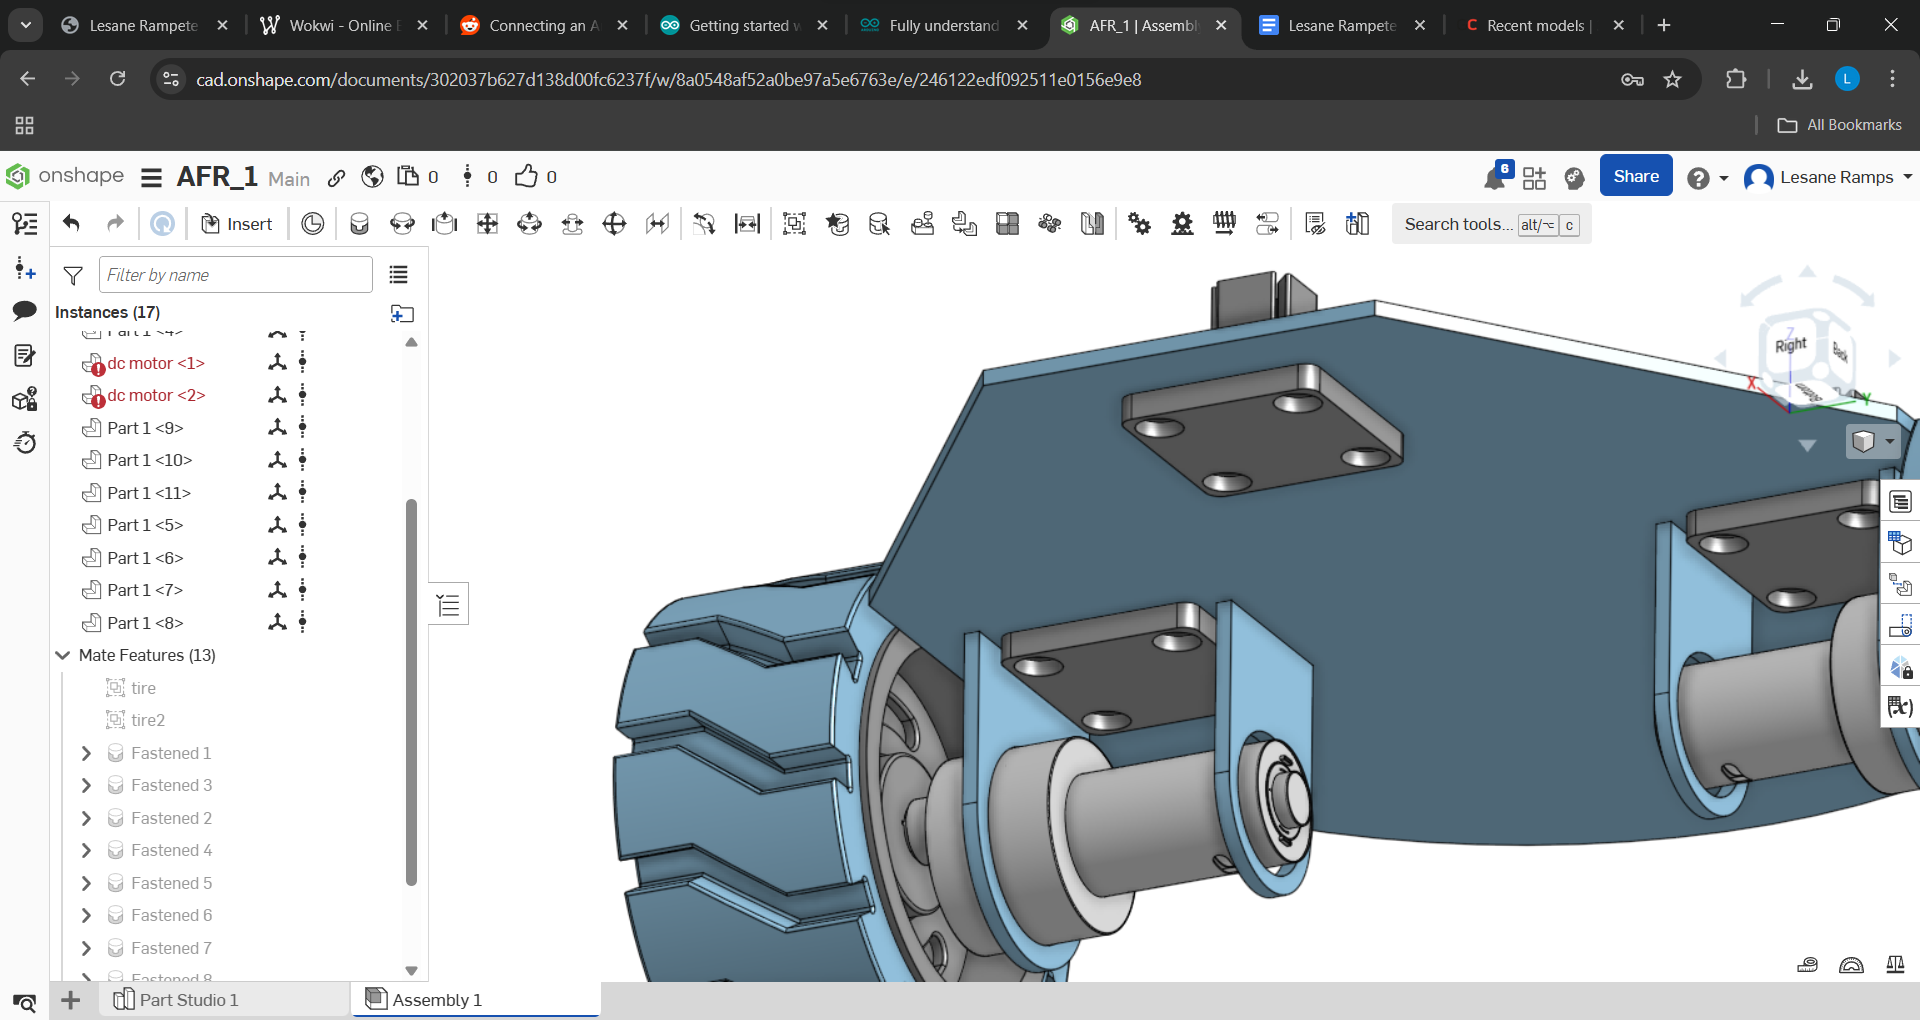 Lesane Rampete
Wokwi - Online E
Connecting an A
Getting started w
Fully understand
AFR_1 | Assembl
Lesane Rampete
Recent models |
cad.onshape.com/documents/302037b627d138d00fc6237f/w/8a0548af52a0be97a5e6763e/e/246122edf092511e0156e9e8
L
All Bookmarks
onshape
AFR_1 Main
0
0
0
6
Share
Lesane Ramps
Insert
Search tools... alt/⌥ c
Filter by name
Instances (17)
Part 1 <4>
dc motor <1>
dc motor <2>
Part 1 <9>
Part 1 <10>
Part 1 <11>
Part 1 <5>
Part 1 <6>
Part 1 <7>
Part 1 <8>
Mate Features (13)
tire
tire2
Fastened 1
Fastened 3
Fastened 2
Fastened 4
Fastened 5
Fastened 6
Fastened 7
Fastened 8
Z
Right
Back
Bottom
X
Y
Part Studio 1
Assembly 1